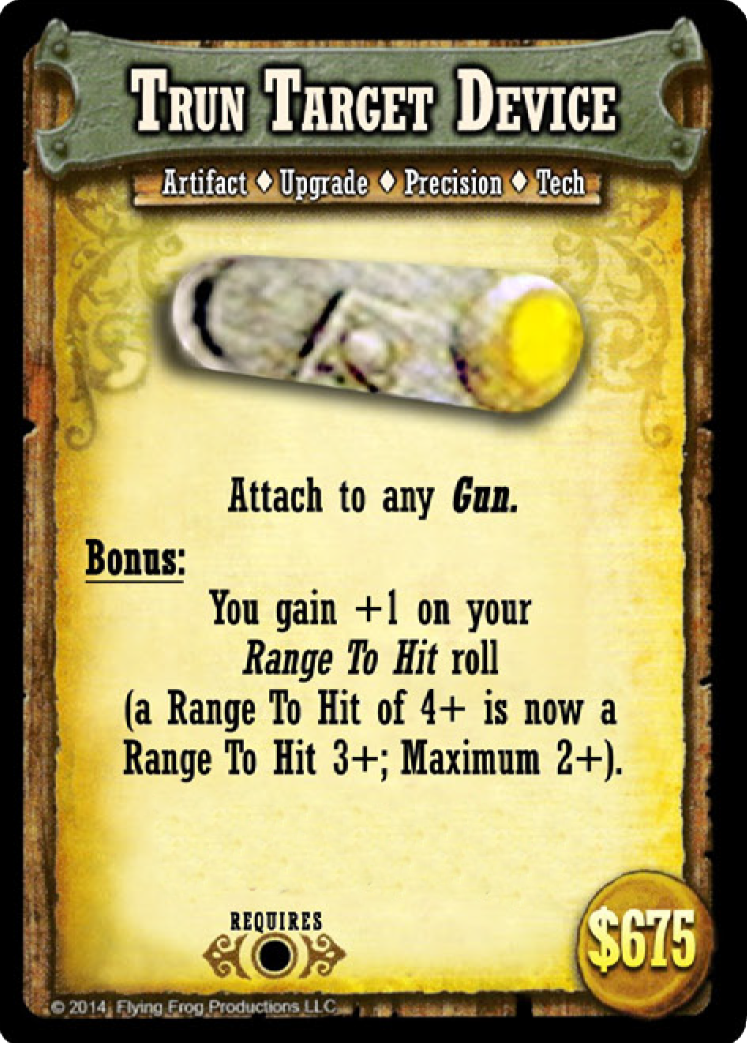 Trun Target Device
Artifact ♦ Upgrade ♦ Precision ♦ Tech
Attach to any Gun.
Bonus:
You gain +1 on your
Range To Hit roll
(a Range To Hit of 4+ is now a
Range To Hit 3+; Maximum 2+).
REQUIRES
$675
© 2014 Flying Frog Productions LLC